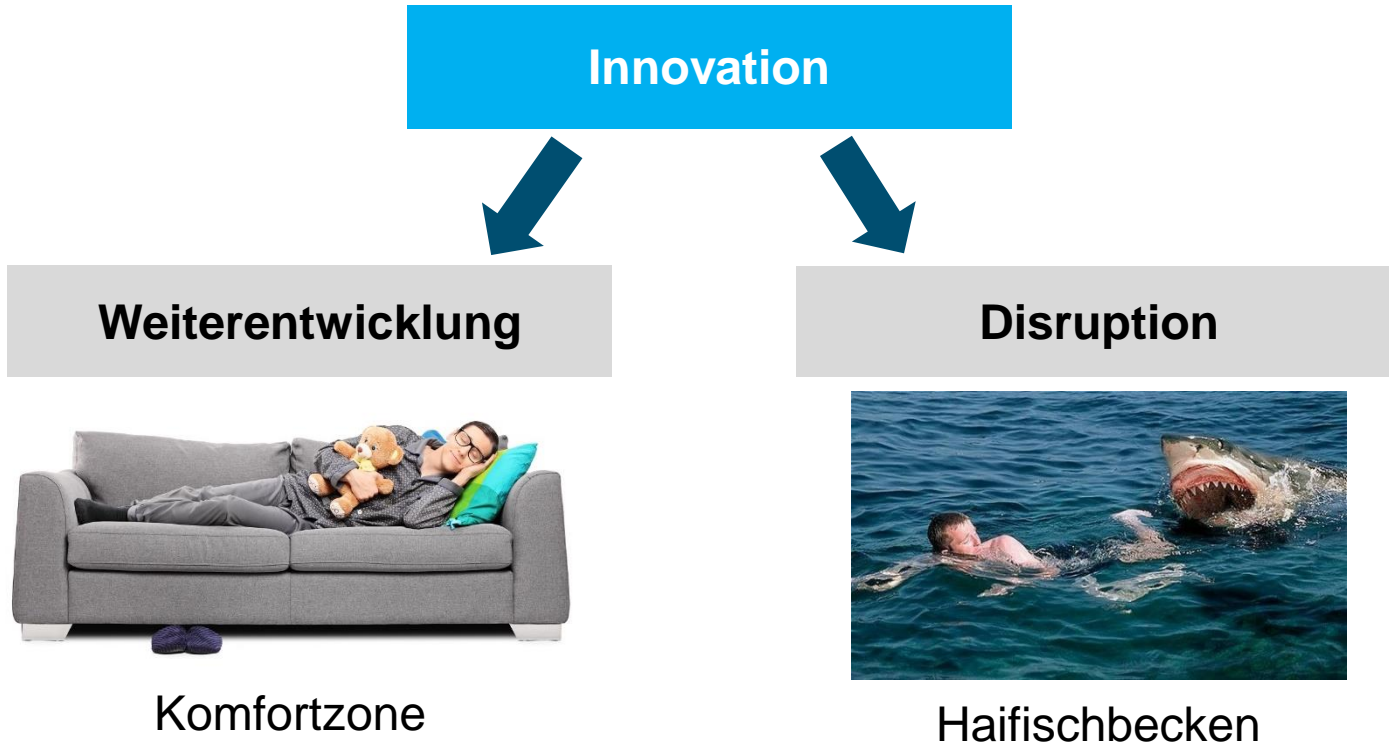 Innovation
Weiterentwicklung
Disruption
Komfortzone
Haifischbecken